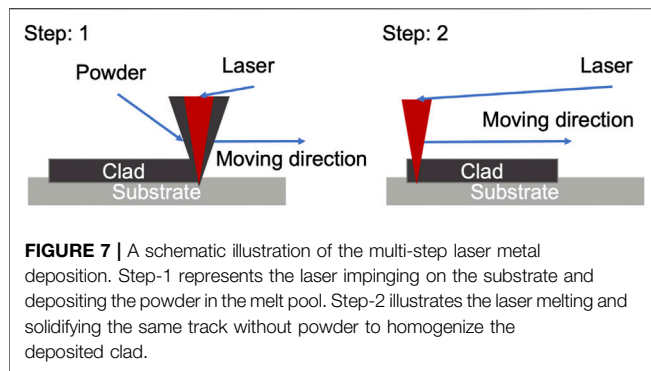 Step: 1
Step: 2
Powder
Laser
Laser
Moving direction
Moving direction
Clad
Clad
Substrate
Substrate
FIGURE 7 | A schematic illustration of the multi-step laser metal
deposition. Step-1 represents the laser impinging on the substrate and
depositing the powder in the melt pool. Step-2 illustrates the laser melting and
solidifying the same track without powder to homogenize the
deposited clad.